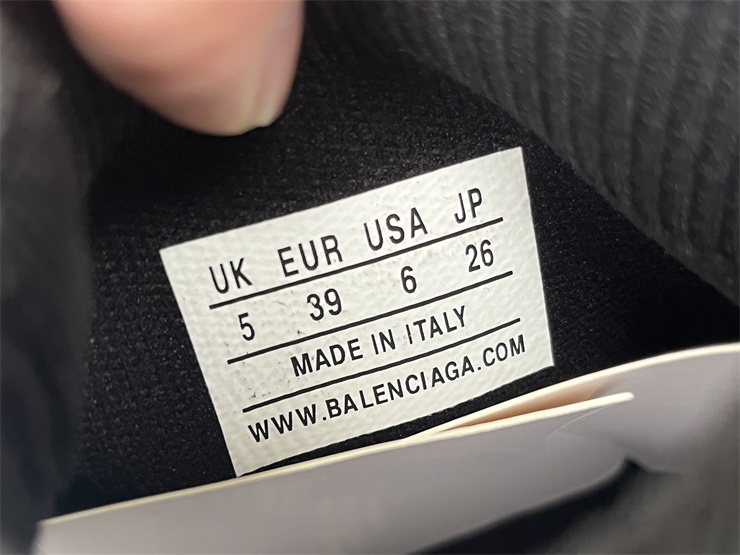 UK EUR USA JP
5 39 6 26
MADE IN ITALY
WWW.BALENCIAGA.COM